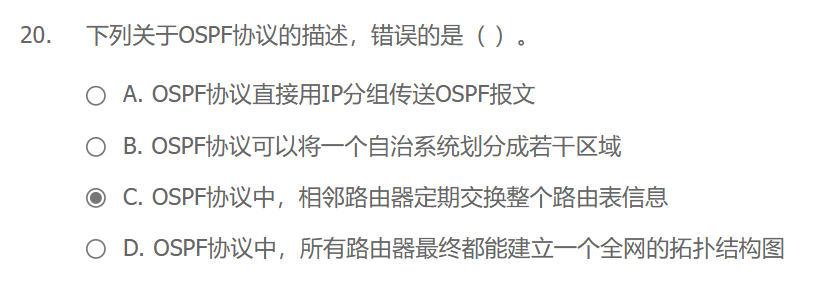 20. 下列关于OSPF协议的描述，错误的是（ ）。
A. OSPF协议直接用IP分组传送OSPF报文
B. OSPF协议可以将一个自治系统划分成若干区域
C. OSPF协议中，相邻路由器定期交换整个路由表信息
D. OSPF协议中，所有路由器最终都能建立一个全网的拓扑结构图